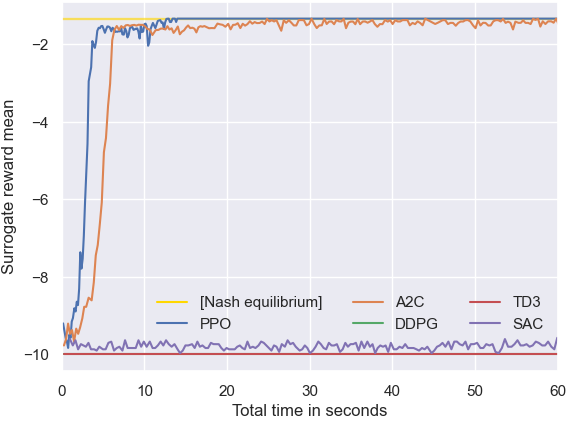 −2
−4
−6
−8
−10
0
10
20
30
40
50
60
Surrogate reward mean
Total time in seconds
[Nash equilibrium]
PPO
A2C
DDPG
TD3
SAC